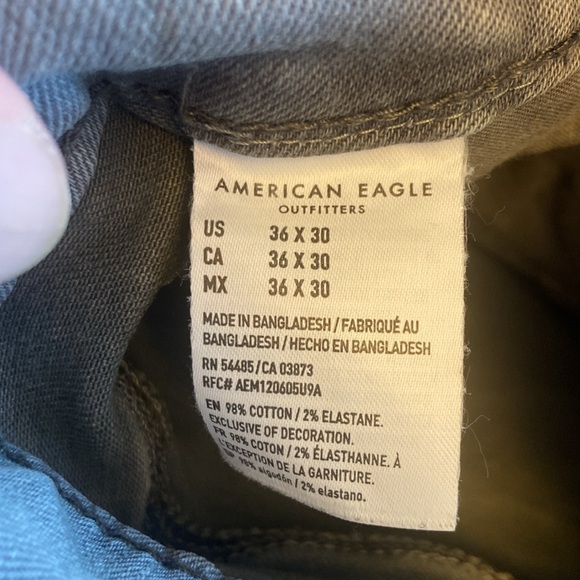 AMERICAN EAGLE
OUTFITTERS
US 36 X 30
CA 36 X 30
MX 36 X 30
MADE IN BANGLADESH / FABRIQUÉ AU
BANGLADESH / HECHO EN BANGLADESH
RN 54485/CA 03873
RFC# AEM120605U9A
EN 98% COTTON / 2% ELASTANE.
EXCLUSIVE OF DECORATION.
FR 98% COTON / 2% ÉLASTHANNE. À
L'EXCEPTION DE LA GARNITURE.
98% algodón / 2% elastano.